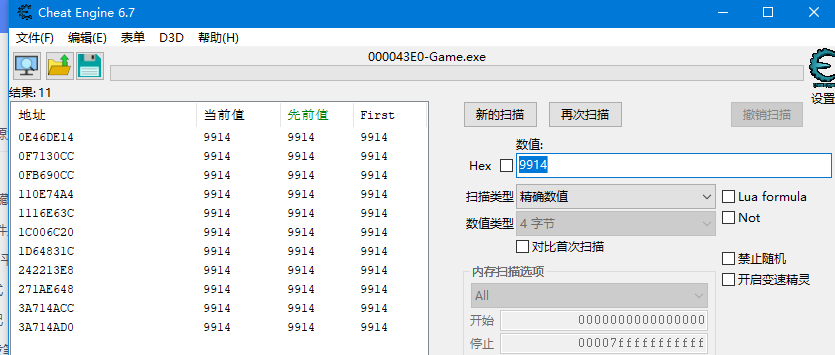 Cheat Engine 6.7
文件(F) 编辑(E) 表单 D3D 帮助(H)
000043E0-Game.exe
设置
结果: 11
地址 当前值 先前值 First
0E46DE14 9914 9914 9914
0F7130CC 9914 9914 9914
0FB690CC 9914 9914 9914
110E74A4 9914 9914 9914
1116E63C 9914 9914 9914
1C006C20 9914 9914 9914
1D64831C 9914 9914 9914
242213E8 9914 9914 9914
271AE648 9914 9914 9914
3A714ACC 9914 9914 9914
3A714AD0 9914 9914 9914
新的扫描 再次扫描 撤销扫描
数值:
Hex 9914
扫描类型 精确数值 Lua formula
数值类型 4 字节 Not
对比首次扫描
禁止随机
内存扫描选项 开启变速精灵
All
开始 0000000000000000
停止 00007fffffffffff